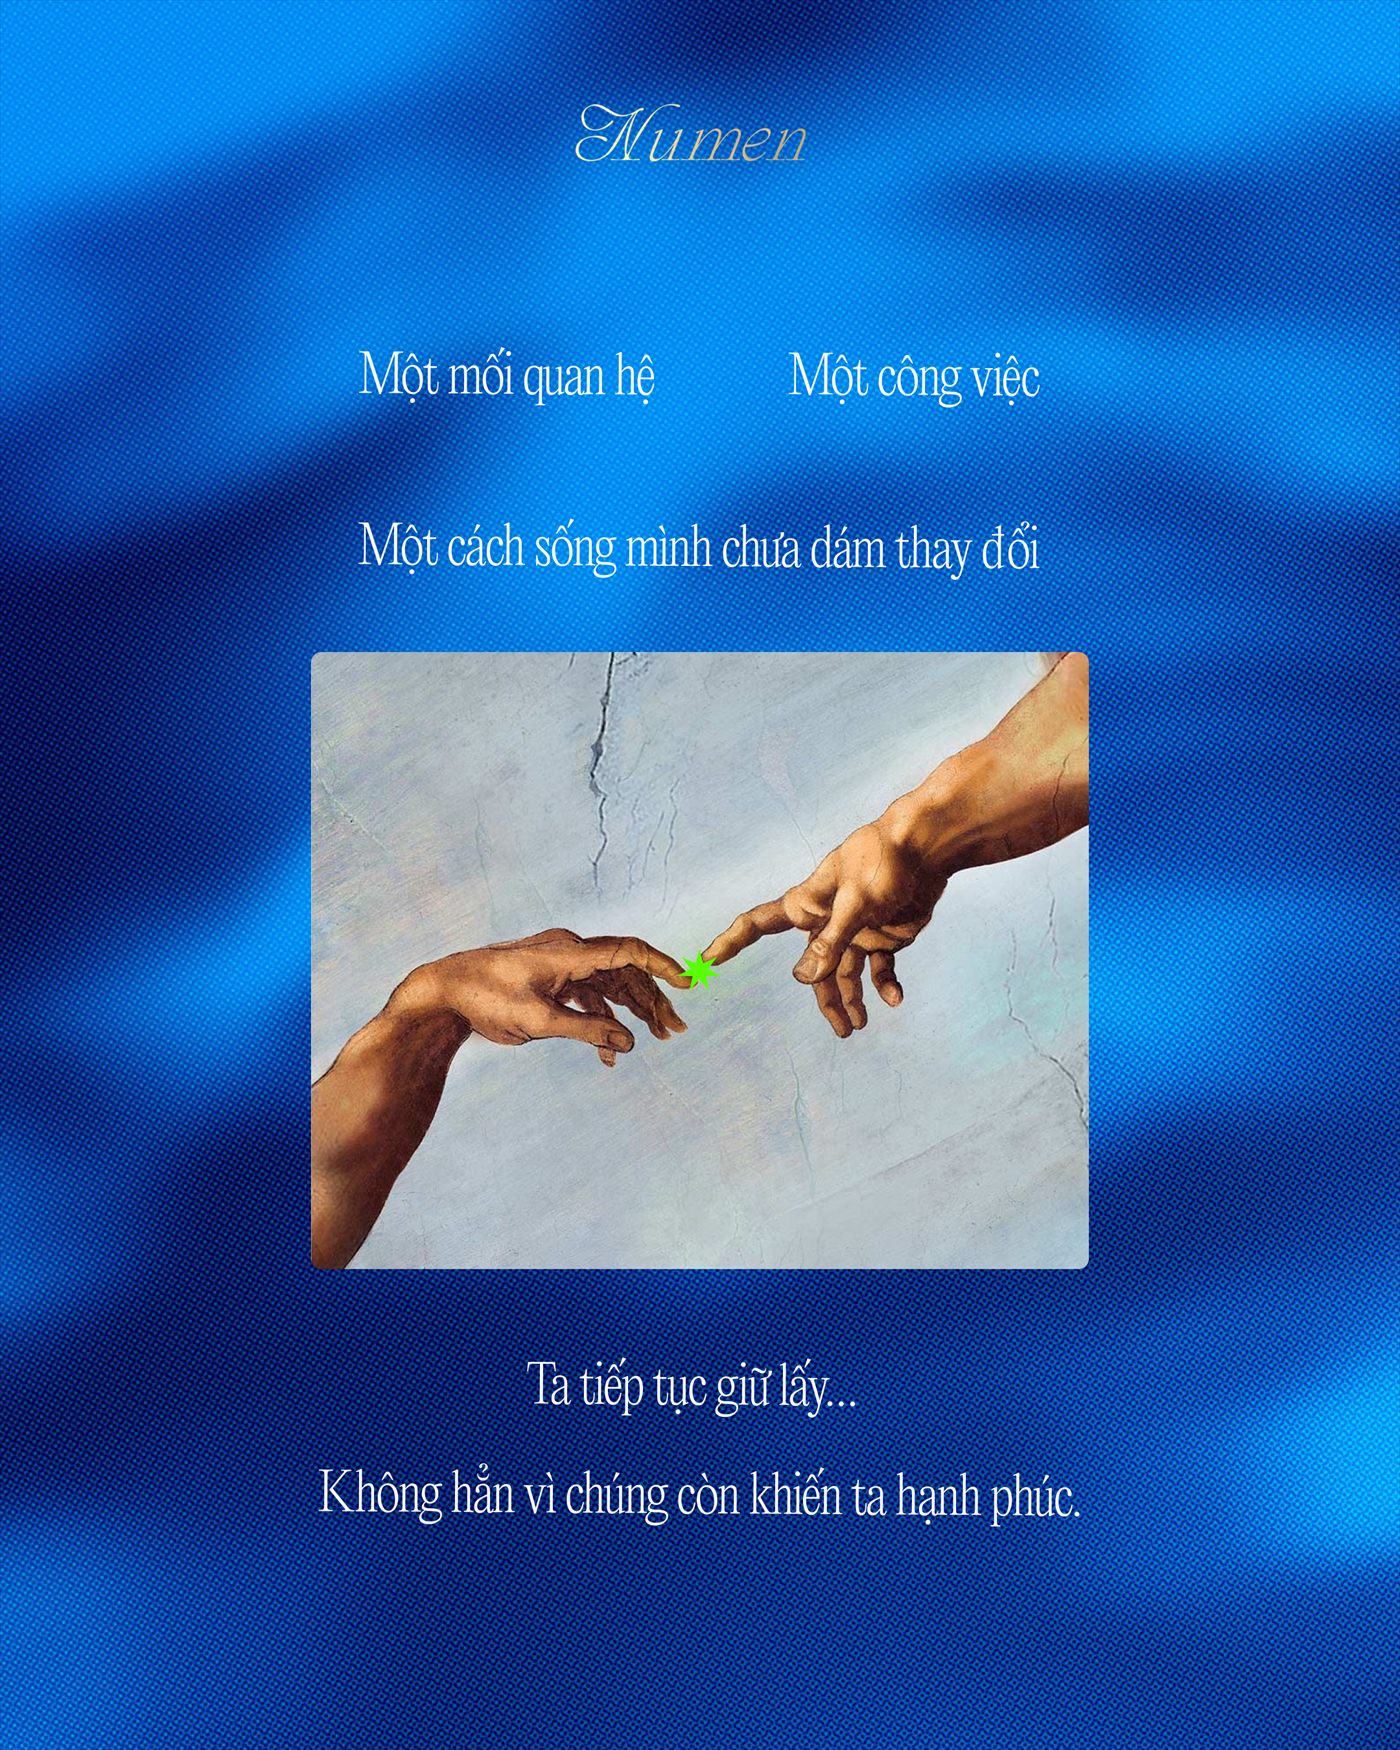 Numen
Một mối quan hệ
Một công việc
Một cách sống mình chưa dám thay đổi
Ta tiếp tục giữ lấy...
Không hẳn vì chúng còn khiến ta hạnh phúc.